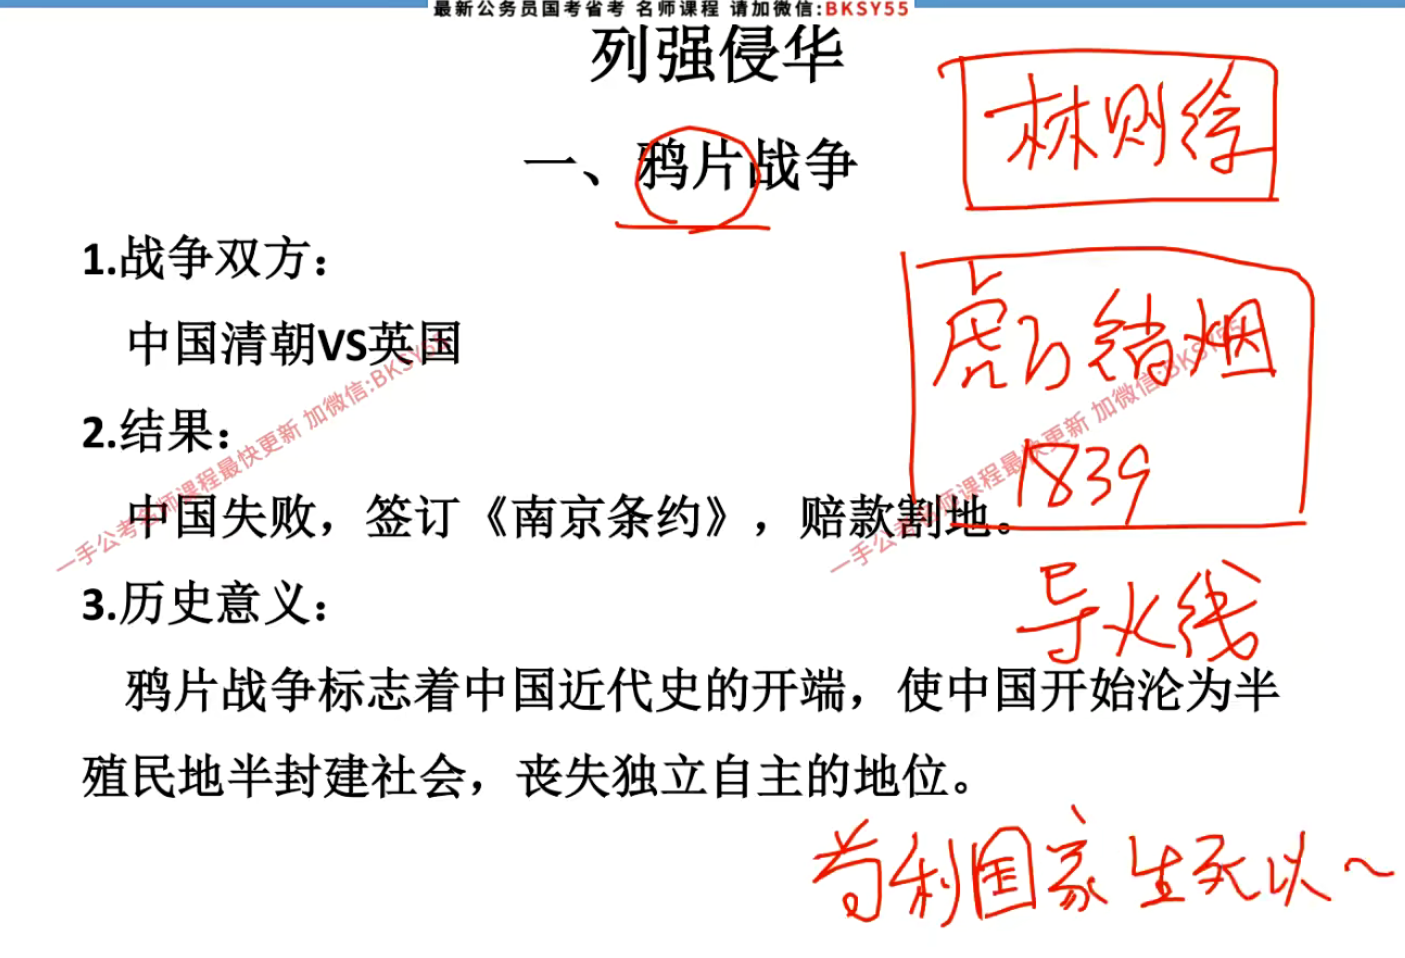 最新公务员国考省考 名师课程 请加微信:BKSY55
列强侵华
林则徐
一、鸦片战争
1.战争双方：
虎门销烟
中国清朝VS英国
2.结果：
1839
中国失败，签订《南京条约》，赔款割地。
一手公考名师课程最快更新 加微信:BKSY55
一手公考名师课程最快更新 加微信:BKSY55
3.历史意义：
导火线
鸦片战争标志着中国近代史的开端，使中国开始沦为半
殖民地半封建社会，丧失独立自主的地位。
苟利国家生死以～